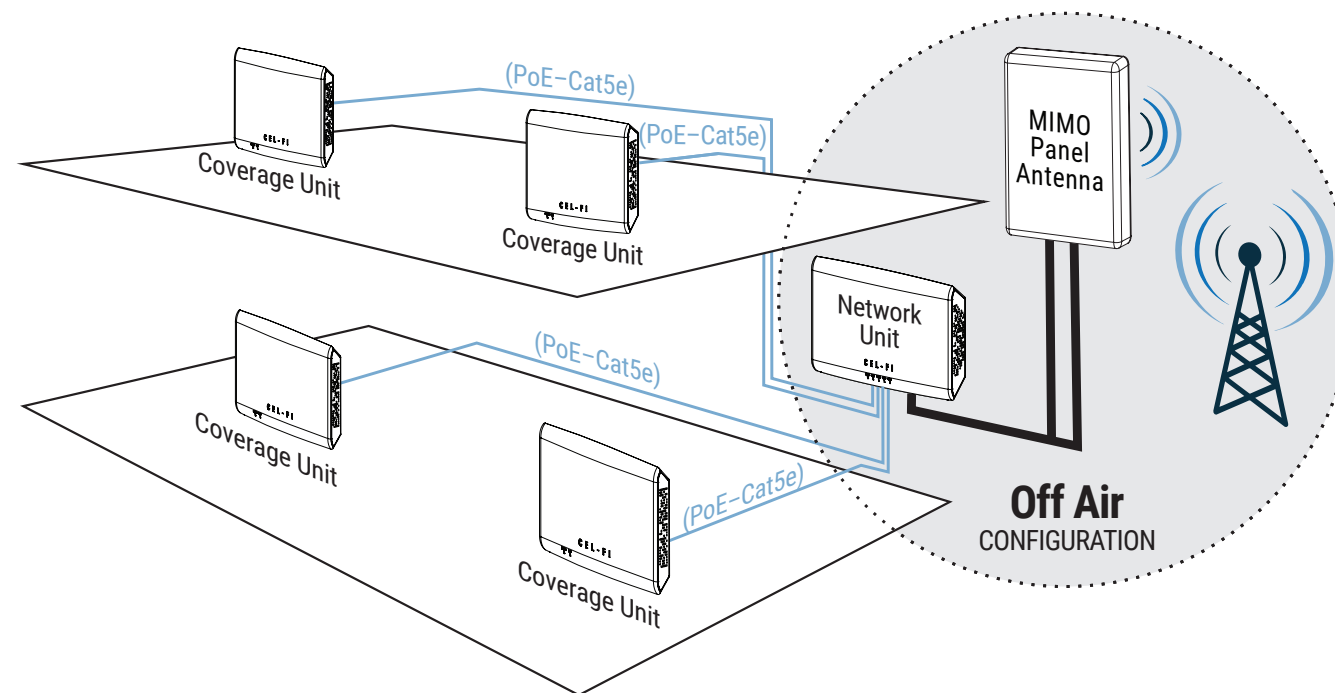 (PoE–Cat5e)
CEL-FI
Coverage Unit
(PoE–Cat5e)
CEL-FI
Coverage Unit
MIMO
Panel
Antenna
Network
Unit
CEL-FI
(PoE–Cat5e)
CEL-FI
Coverage Unit
(PoE–Cat5e)
CEL-FI
Coverage Unit
Off Air
CONFIGURATION